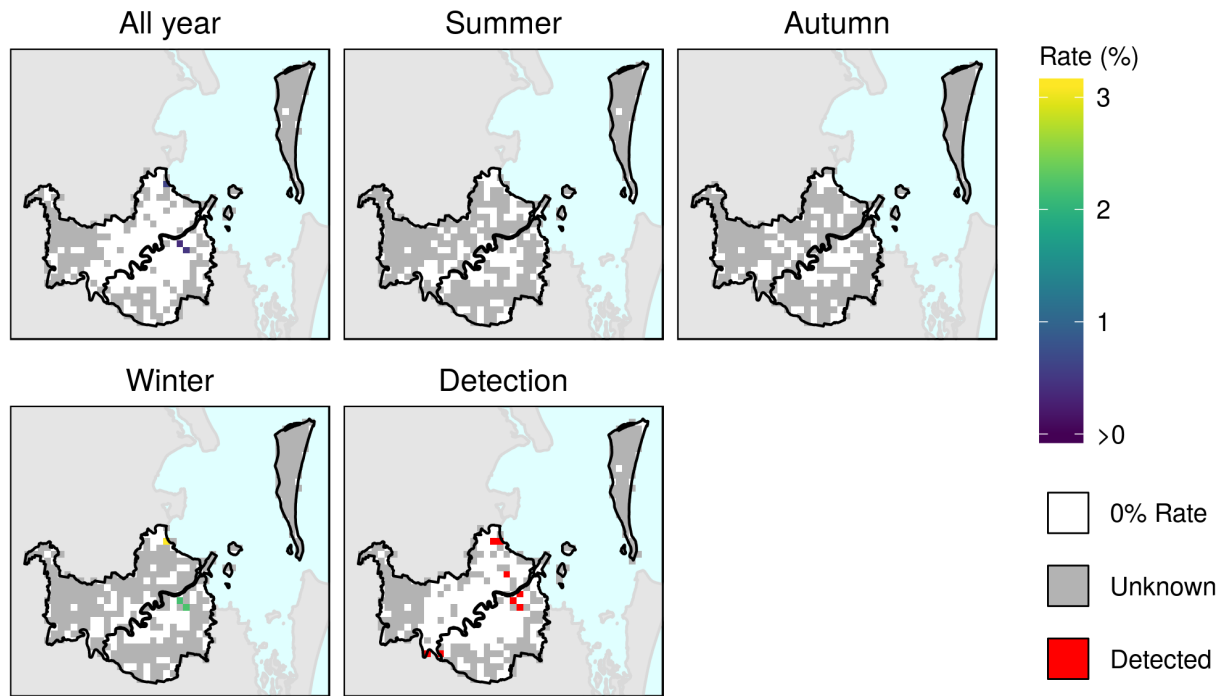 All year
Summer
Autumn
Rate (%)
3
2
1
>0
Winter
Detection
0% Rate
Unknown
Detected